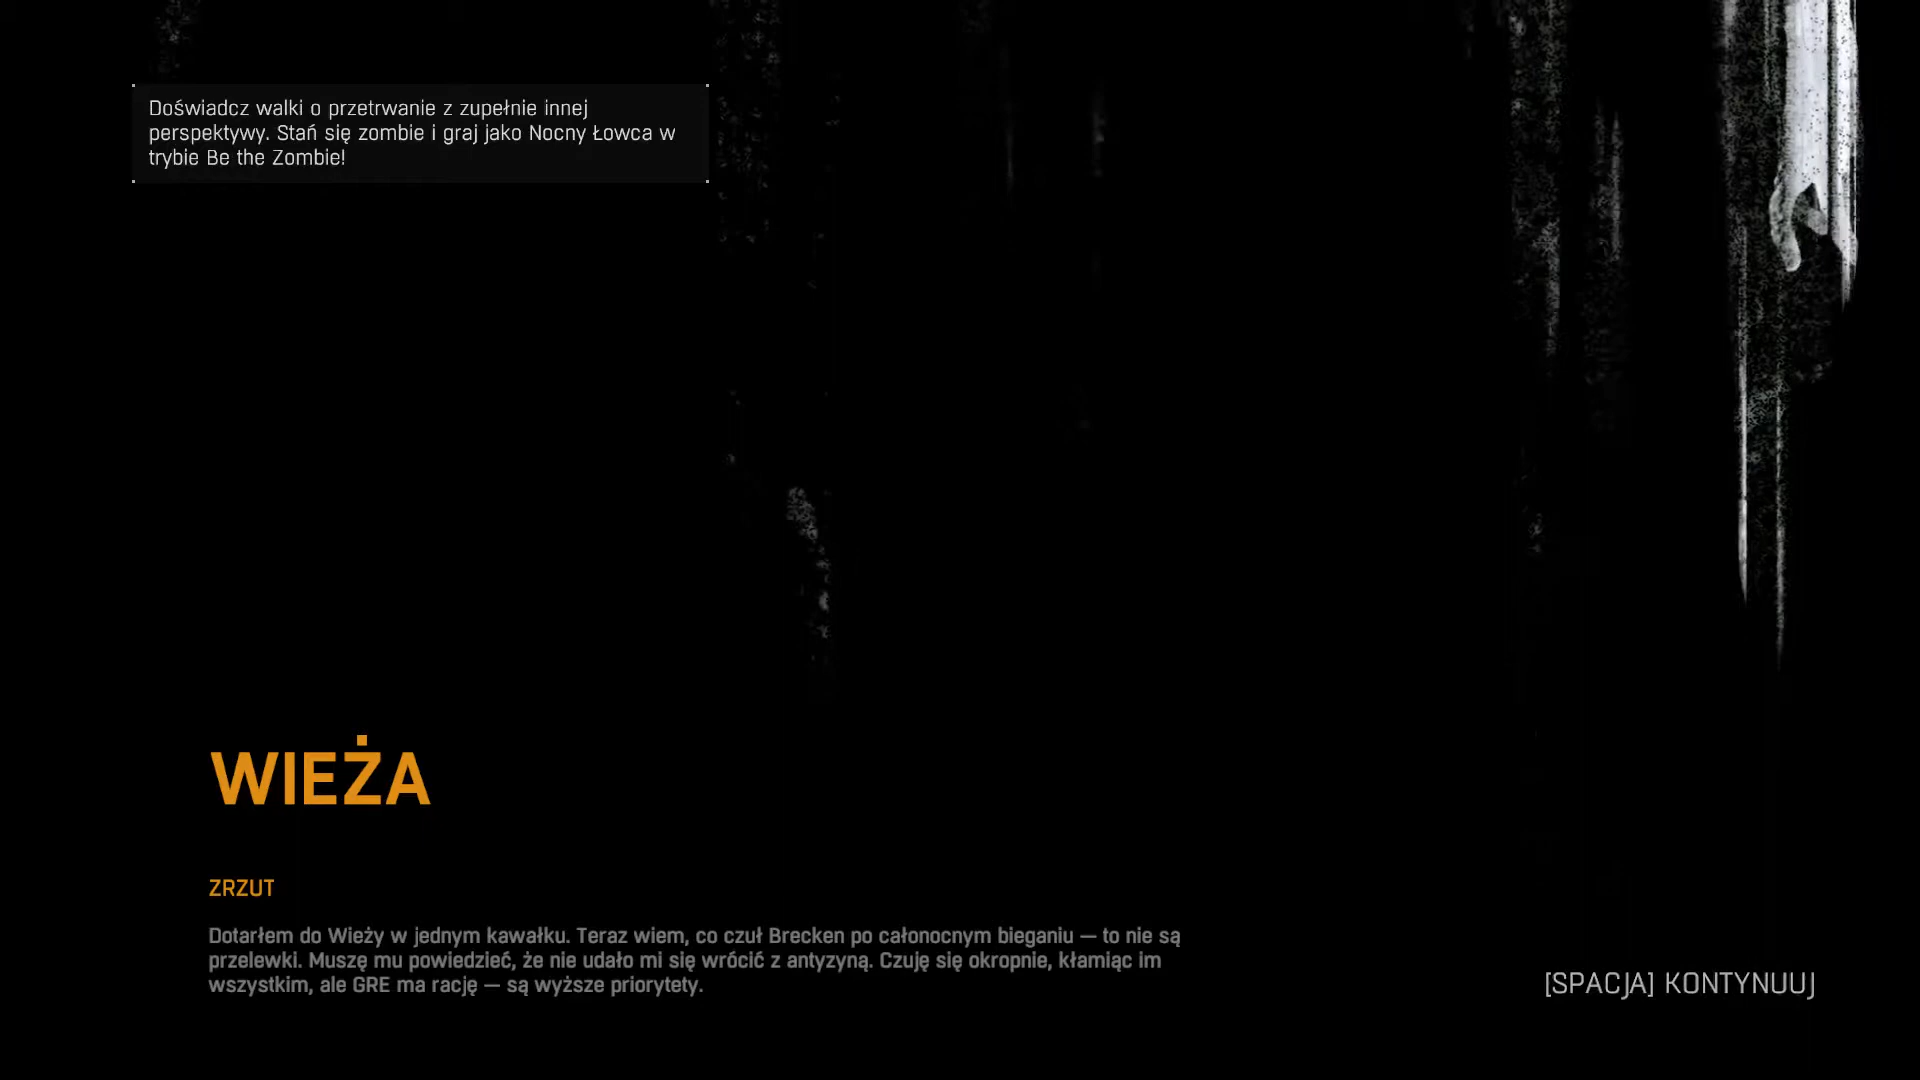 Doświadcz walki o przetrwanie z zupełnie innej
perspektywy. Stań się zombie i graj jako Nocny Łowca w
trybie Be the Zombie!
WIEŻA
ZRZUT
Dotarłem do Wieży w jednym kawałku. Teraz wiem, co czuł Brecken po całonocnym bieganiu — to nie są
przelewki. Muszę mu powiedzieć, że nie udało mi się wrócić z antyzyną. Czuję się okropnie, kłamiąc im
wszystkim, ale GRE ma rację — są wyższe priorytety.
[SPACJA] KONTYNUUJ